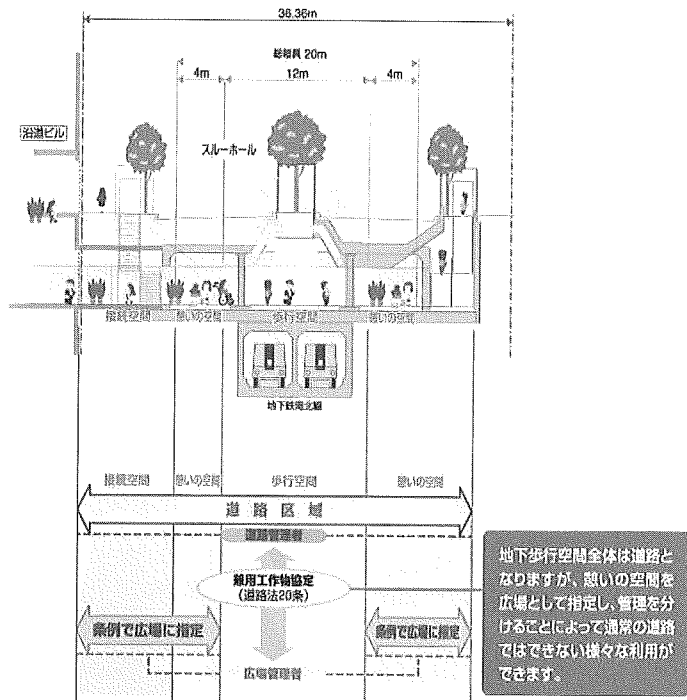 36.36m
総幅員 20m
4m 12m 4m
沿道ビル
スルーホール
接続空間 憩いの空間 歩行空間 憩いの空間
地下鉄南北線
接続空間 憩いの空間 歩行空間 憩いの空間
道路区域
道路管理者
兼用工作物協定
(道路法20条)
条例で広場に指定 条例で広場に指定
広場管理者
地下歩行空間全体は道路と
なりますが、憩いの空間を
広場として指定し、管理を分
けることによって通常の道路
ではできない様々な利用が
できます。